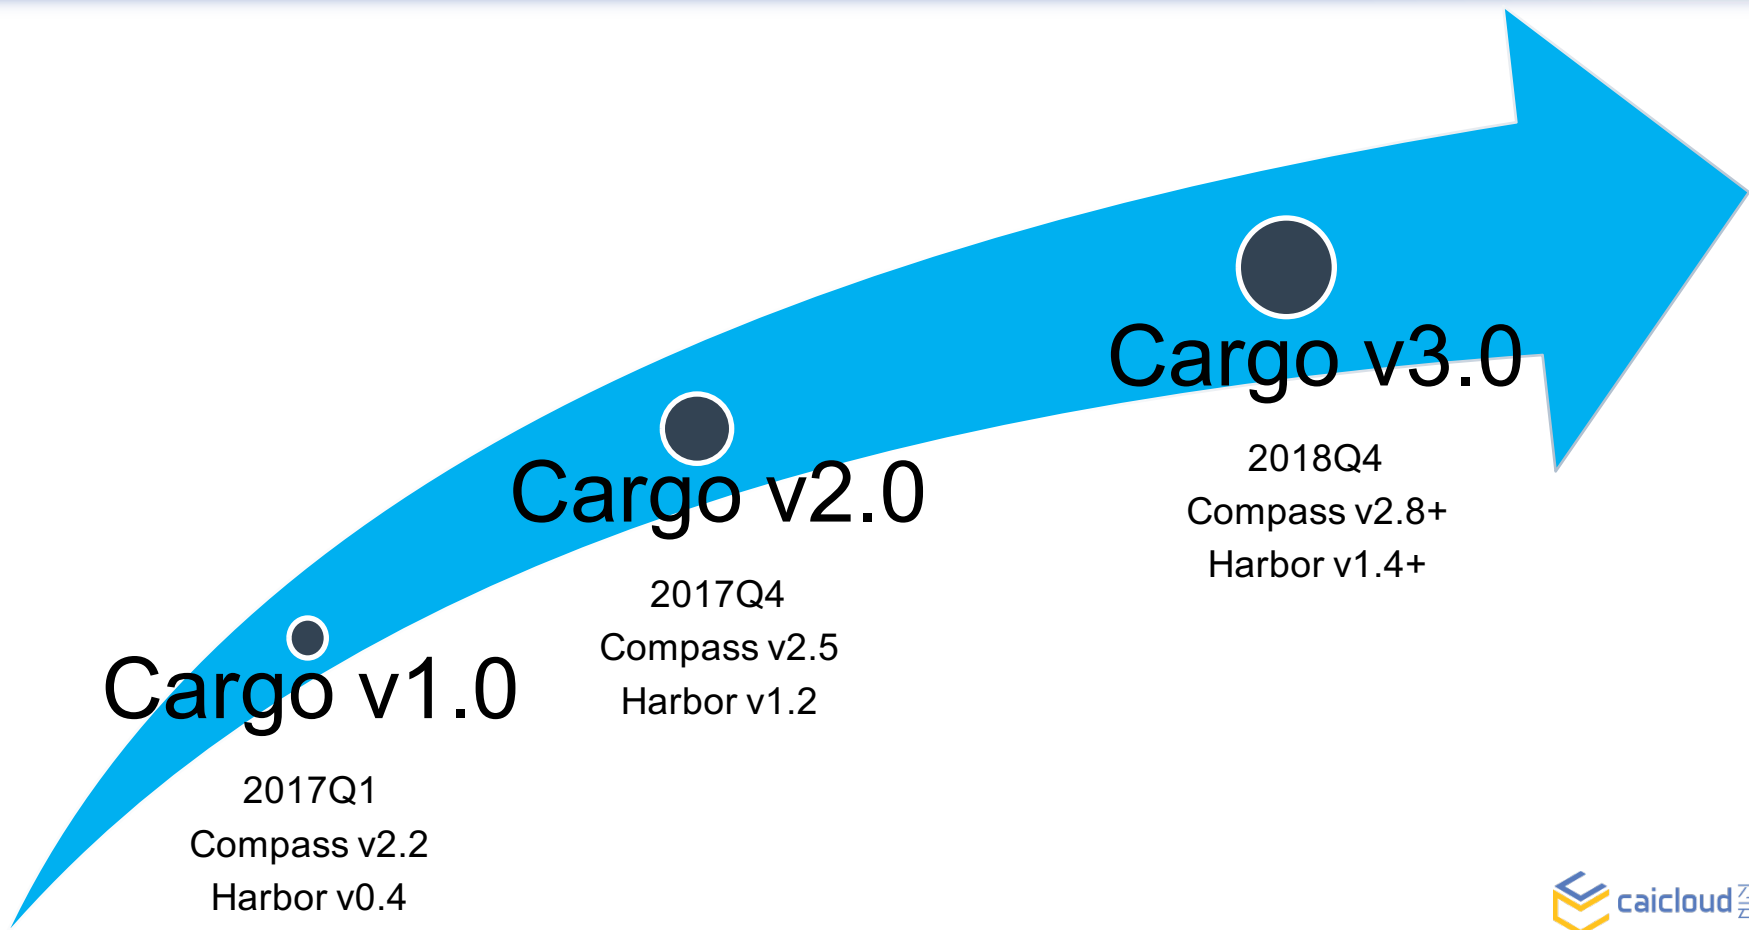 Cargo v1.0
2017Q1
Compass v2.2
Harbor v0.4
Cargo v2.0
2017Q4
Compass v2.5
Harbor v1.2
Cargo v3.0
2018Q4
Compass v2.8+
Harbor v1.4+
caicloud